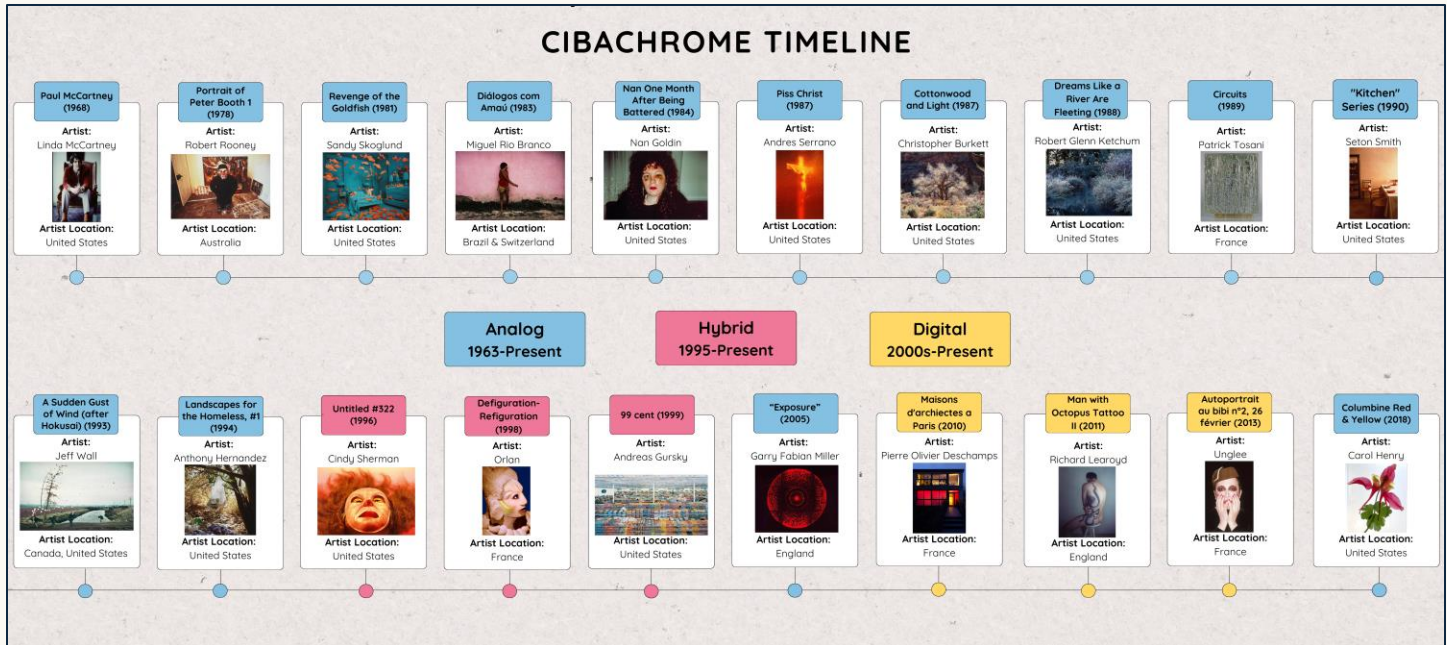 CIBACHROME TIMELINE
Paul McCartney
(1968)
Artist:
Linda McCartney
Artist Location:
United States
Portrait of
Peter Booth 1
(1978)
Artist:
Robert Rooney
Artist Location:
Australia
Revenge of the
Goldfish (1981)
Artist:
Sandy Skoglund
Artist Location:
United States
Diálogos com
Amaú (1983)
Artist:
Miguel Rio Branco
Artist Location:
Brazil & Switzerland
Nan One Month
After Being
Battered (1984)
Artist:
Nan Goldin
Artist Location:
United States
Piss Christ
(1987)
Artist:
Andres Serrano
Artist Location:
United States
Cottonwood
and Light (1987)
Artist:
Christopher Burkett
Artist Location:
United States
Dreams Like a
River Are
Fleeting (1988)
Artist:
Robert Glenn Ketchum
Artist Location:
United States
Circuits
(1989)
Artist:
Patrick Tosani
Artist Location:
France
"Kitchen"
Series (1990)
Artist:
Seton Smith
Artist Location:
United States
Analog
1963-Present
Hybrid
1995-Present
Digital
2000s-Present
A Sudden Gust
of Wind (after
Hokusai) (1993)
Artist:
Jeff Wall
Artist Location:
Canada, United States
Landscapes for
the Homeless, #1
(1994)
Artist:
Anthony Hernandez
Artist Location:
United States
Untitled #322
(1996)
Artist:
Cindy Sherman
Artist Location:
United States
Defiguration-
Refiguration
(1998)
Artist:
Orlan
Artist Location:
France
99 cent (1999)
Artist:
Andreas Gursky
Artist Location:
United States
“Exposure”
(2005)
Artist:
Garry Fabian Miller
Artist Location:
England
Maisons
d'archiectes a
Paris (2010)
Artist:
Pierre Olivier Deschamps
Artist Location:
France
Man with
Octopus Tattoo
II (2011)
Artist:
Richard Learoyd
Artist Location:
England
Autoportrait
au bibi n°2, 26
février (2013)
Artist:
Unglee
Artist Location:
France
Columbine Red
& Yellow (2018)
Artist:
Carol Henry
Artist Location:
United States